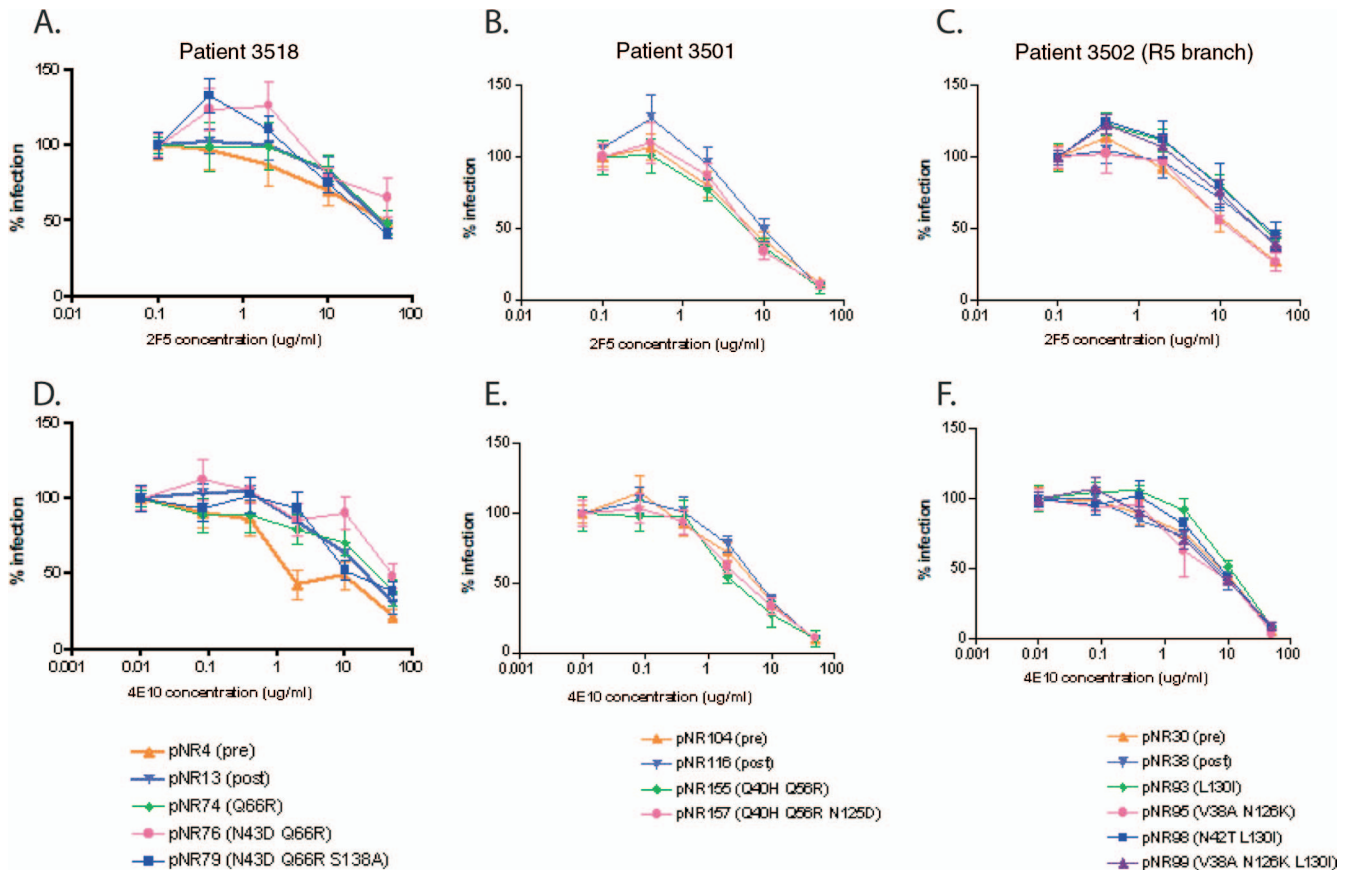 A.
Patient 3518
150
100
50
0
% infection
0.01 0.1 1 10 100
2F5 concentration (ug/ml)
B.
Patient 3501
150
100
50
0
% infection
0.01 0.1 1 10 100
2F5 concentration (ug/ml)
C.
Patient 3502 (R5 branch)
150
100
50
0
% infection
0.01 0.1 1 10 100
2F5 concentration (ug/ml)
D.
150
100
50
0
% infection
0.001 0.01 0.1 1 10 100
4E10 concentration (ug/ml)
E.
150
100
50
0
% infection
0.001 0.01 0.1 1 10 100
4E10 concentration (ug/ml)
F.
150
100
50
0
% infection
0.001 0.01 0.1 1 10 100
4E10 concentration (ug/ml)
pNR4 (pre)
pNR13 (post)
pNR74 (Q66R)
pNR76 (N43D Q66R)
pNR79 (N43D Q66R S138A)
pNR104 (pre)
pNR116 (post)
pNR155 (Q40H Q56R)
pNR157 (Q40H Q56R N125D)
pNR30 (pre)
pNR38 (post)
pNR93 (L130I)
pNR95 (V38A N126K)
pNR98 (N42T L130I)
pNR99 (V38A N126K L130I)